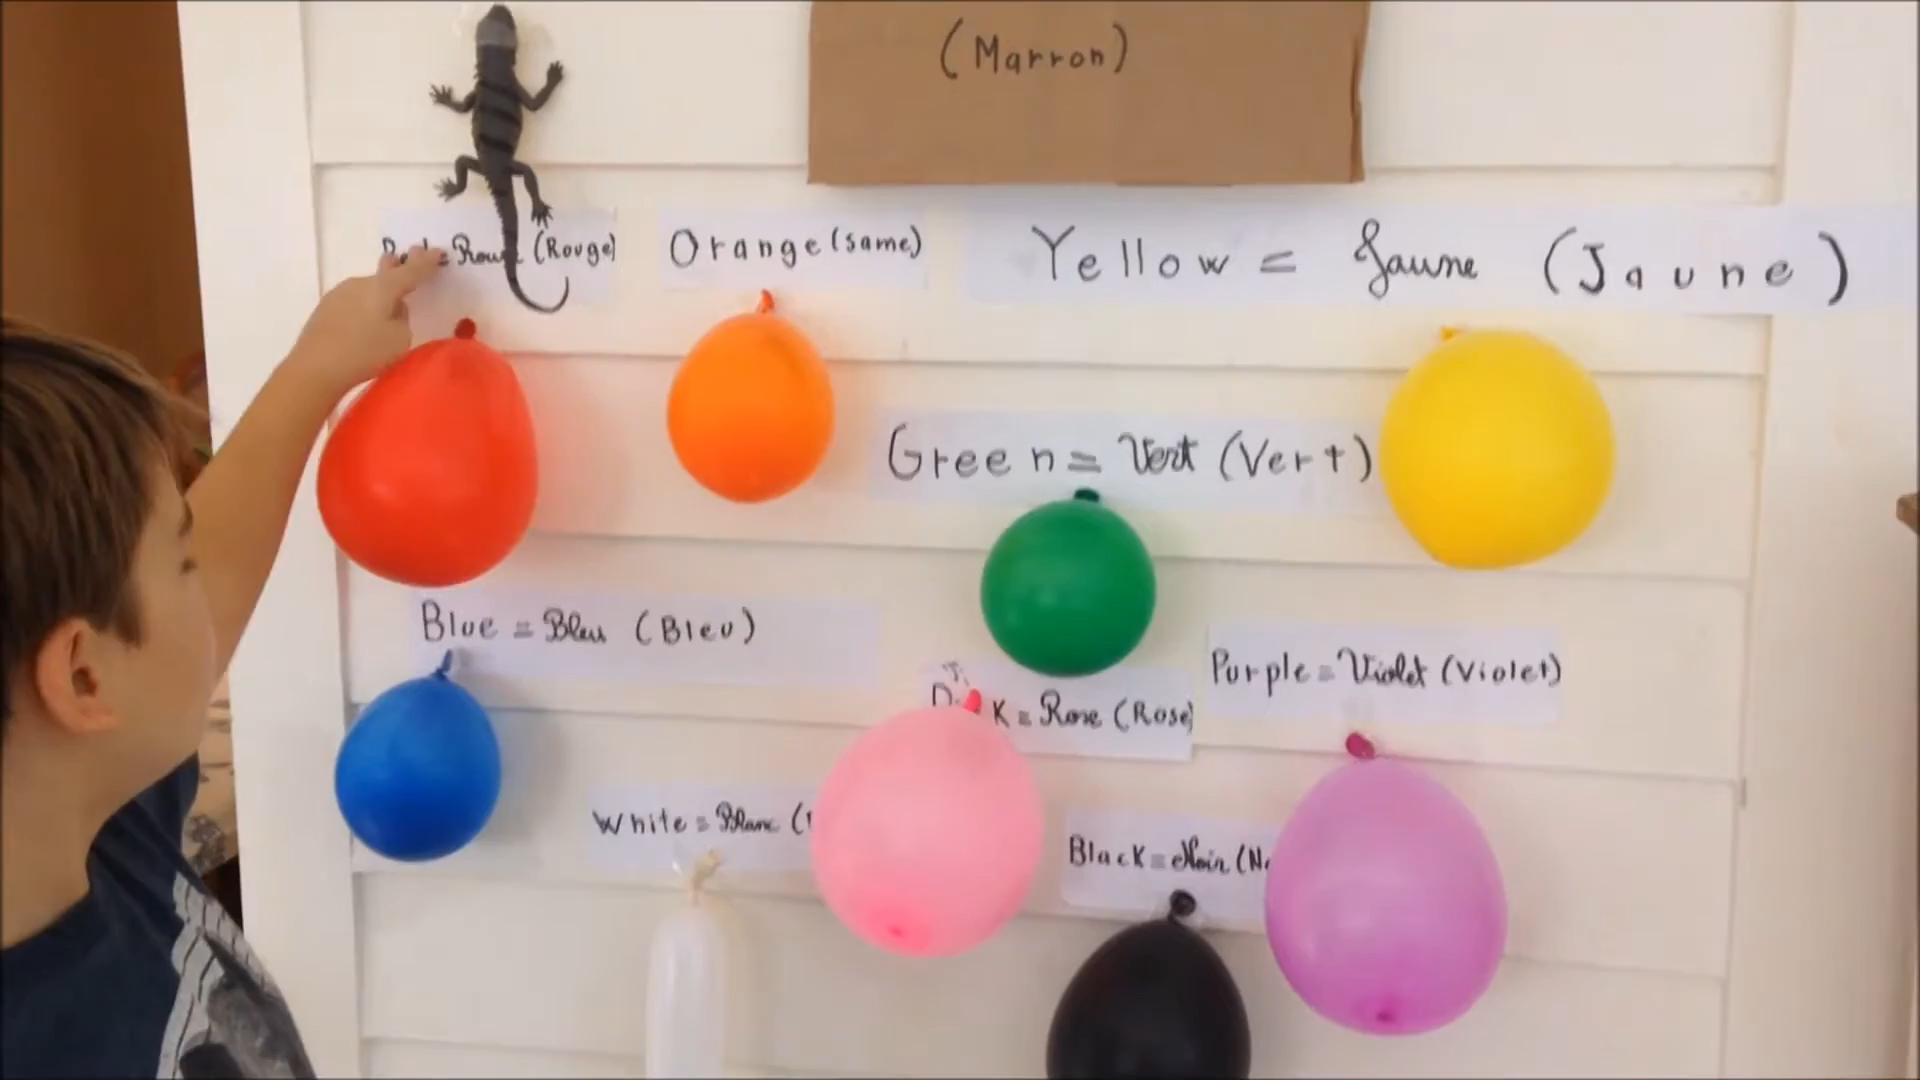 (Marron)
= (Rouge)
Orange (same)
Yellow = Jaune (Jaune)
Green = Vert (Vert)
Blue = Bleu (Bleu)
Purple = Violet (Violet)
= Rose (Rose)
White = Blanc (
Black = Noir (